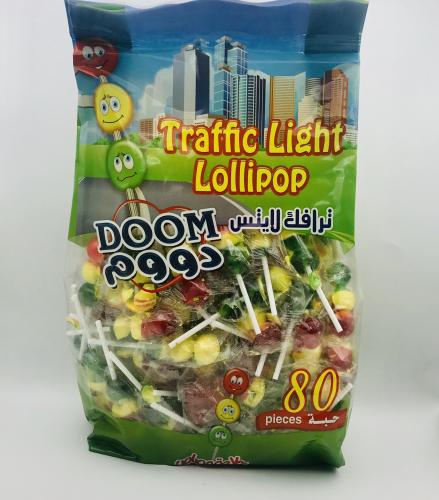 Traffic Light
Lollipop
ترافك لايتس
DOOM
دووم
80
pieces حبة